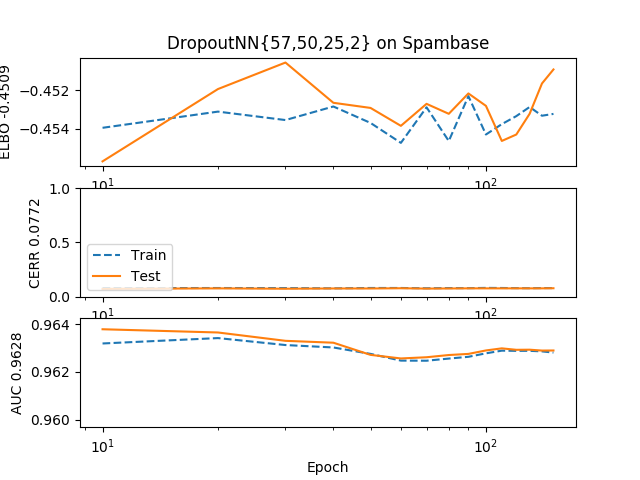 DropoutNN{57,50,25,2} on Spambase
ELBO -0.4509
−0.452
−0.454
10¹
10²
CERR 0.0772
1.0
0.5
0.0
Train
Test
10¹
10²
AUC 0.9628
0.964
0.962
0.960
10¹
10²
Epoch